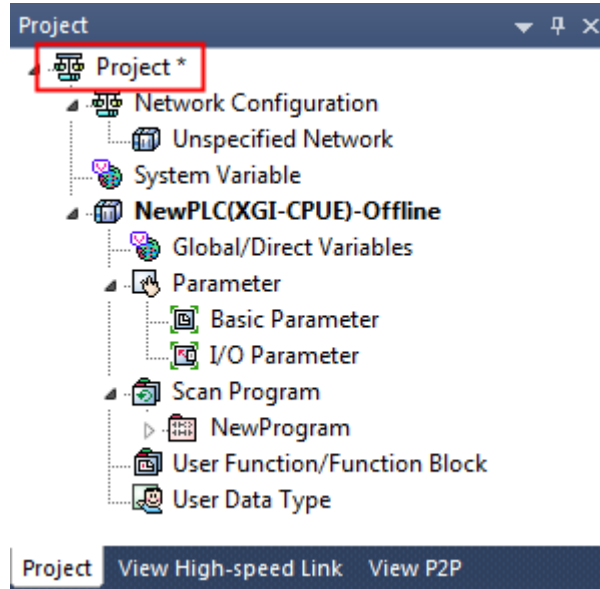 Project
Project *
Network Configuration
Unspecified Network
System Variable
NewPLC(XGI-CPUE)-Offline
Global/Direct Variables
Parameter
Basic Parameter
I/O Parameter
Scan Program
NewProgram
User Function/Function Block
User Data Type
Project View High-speed Link View P2P